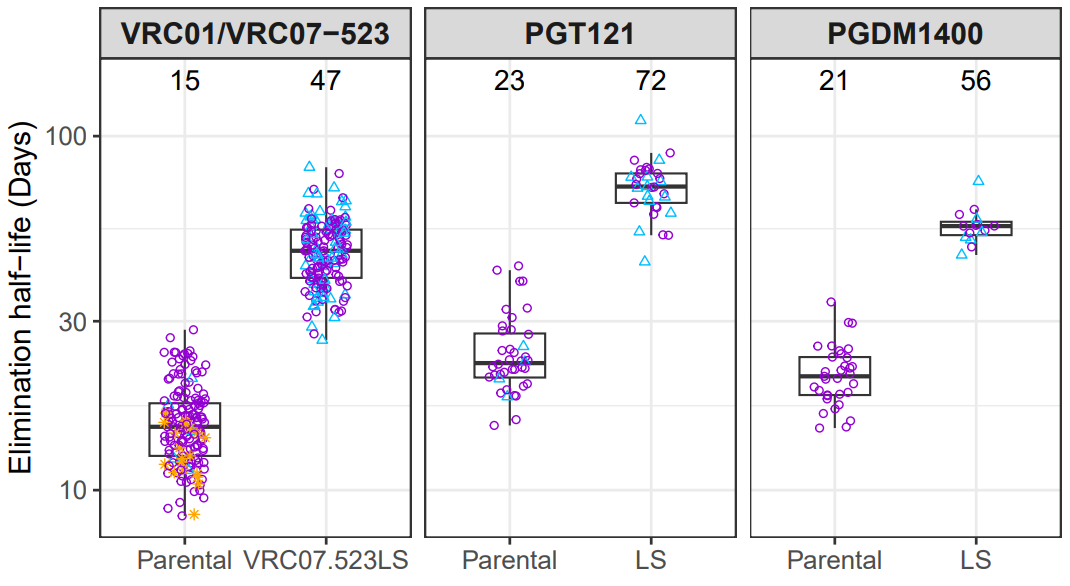 VRC01/VRC07−523 PGT121 PGDM1400
15 47 23 72 21 56
Elimination half−life (Days)
100
30
10
Parental VRC07.523LS Parental LS Parental LS